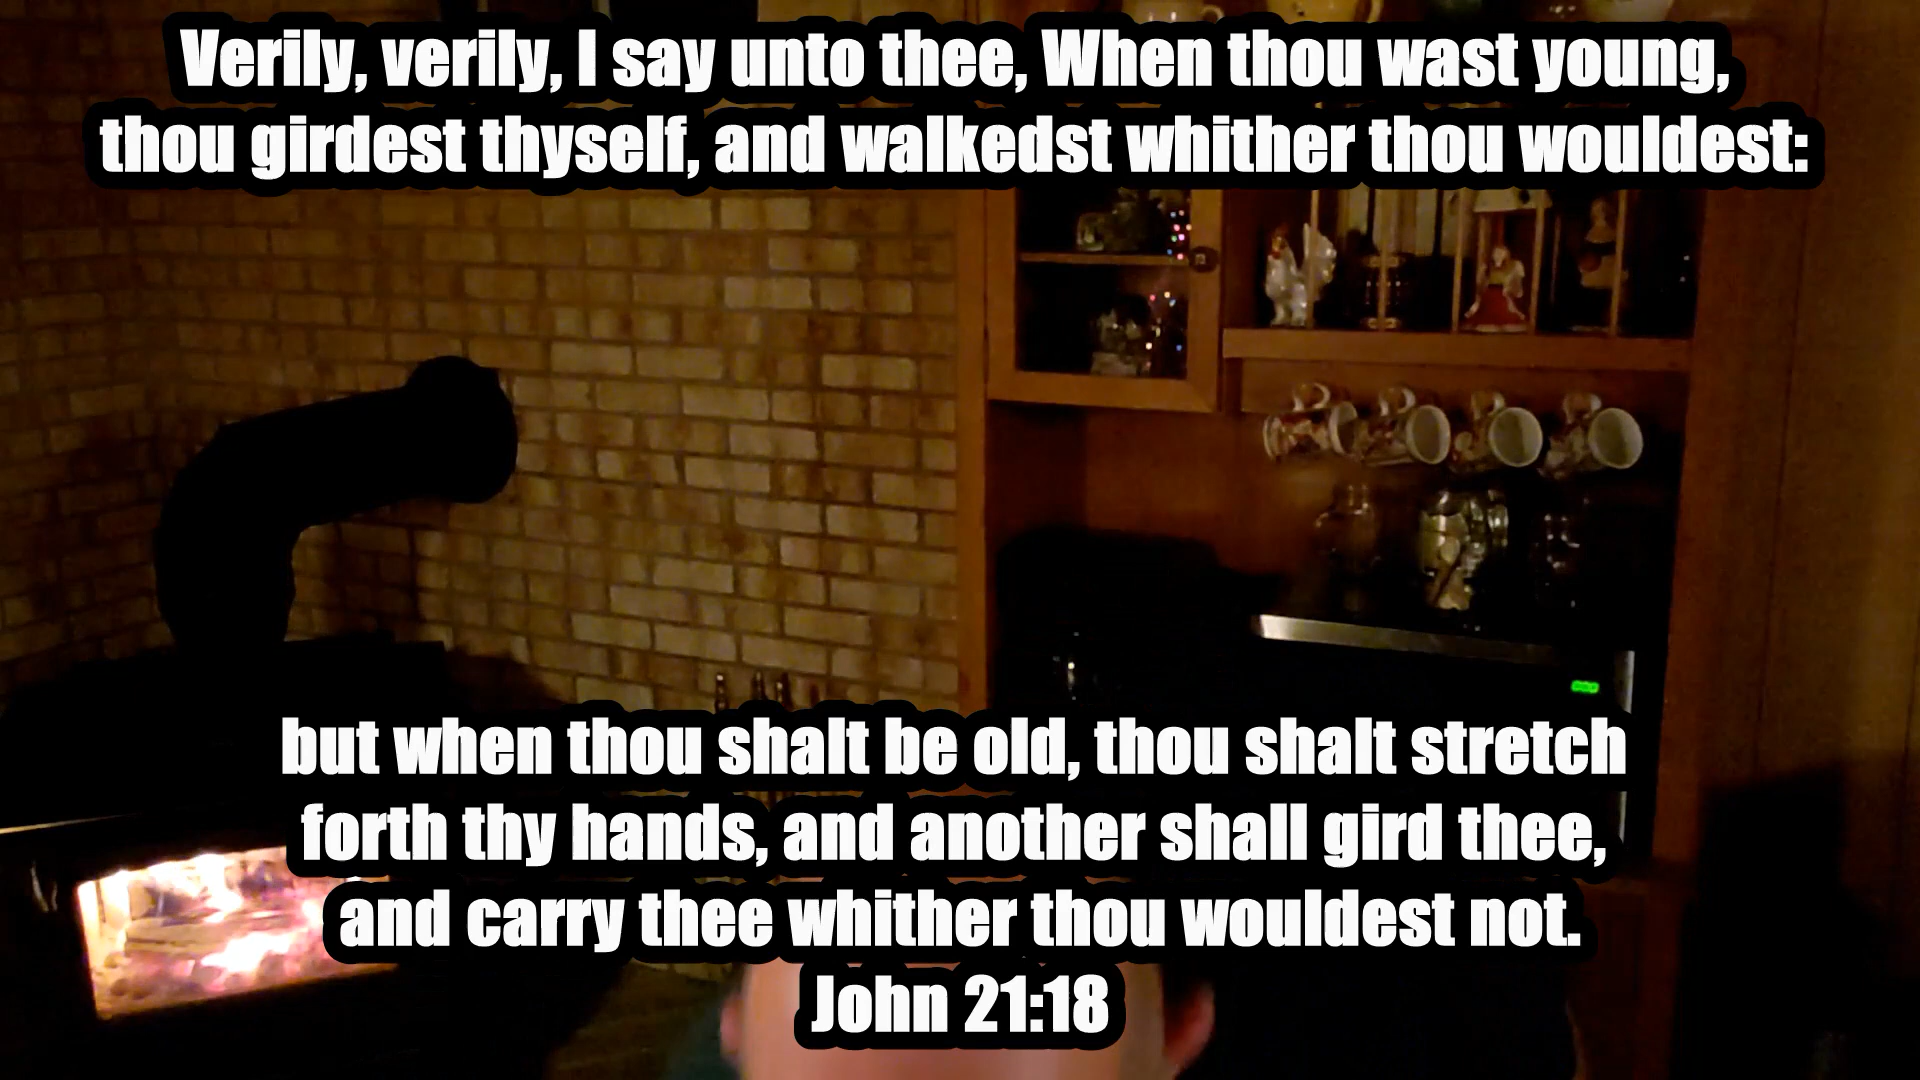 Verily, verily, I say unto thee, When thou wast young,
thou girdest thyself, and walkedst whither thou wouldest:
but when thou shalt be old, thou shalt stretch
forth thy hands, and another shall gird thee,
and carry thee whither thou wouldest not.
John 21:18